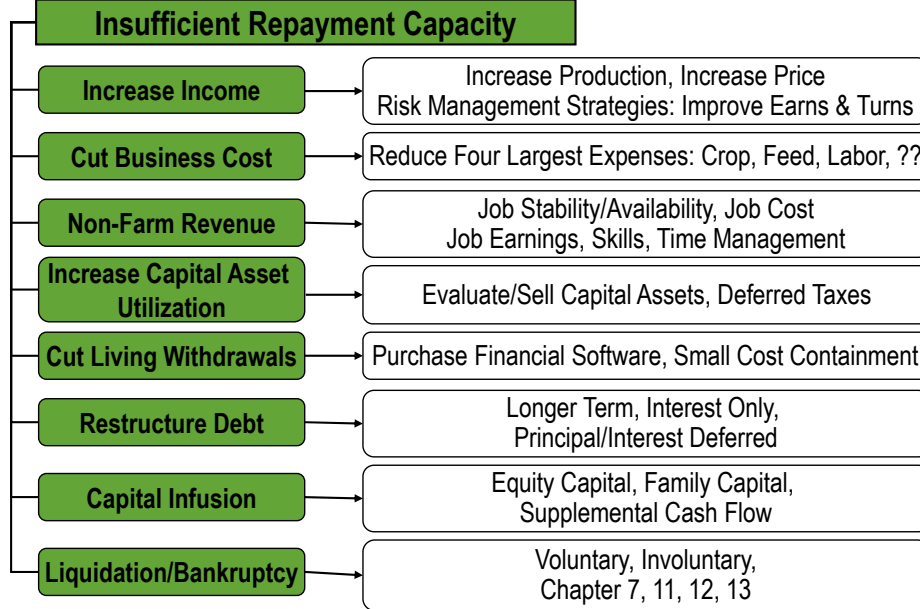 Insufficient Repayment Capacity
Increase Income
Increase Production, Increase Price
Risk Management Strategies: Improve Earns & Turns
Cut Business Cost
Reduce Four Largest Expenses: Crop, Feed, Labor, ??
Non-Farm Revenue
Job Stability/Availability, Job Cost
Job Earnings, Skills, Time Management
Increase Capital Asset
Utilization
Evaluate/Sell Capital Assets, Deferred Taxes
Cut Living Withdrawals
Purchase Financial Software, Small Cost Containment
Restructure Debt
Longer Term, Interest Only,
Principal/Interest Deferred
Capital Infusion
Equity Capital, Family Capital,
Supplemental Cash Flow
Liquidation/Bankruptcy
Voluntary, Involuntary,
Chapter 7, 11, 12, 13